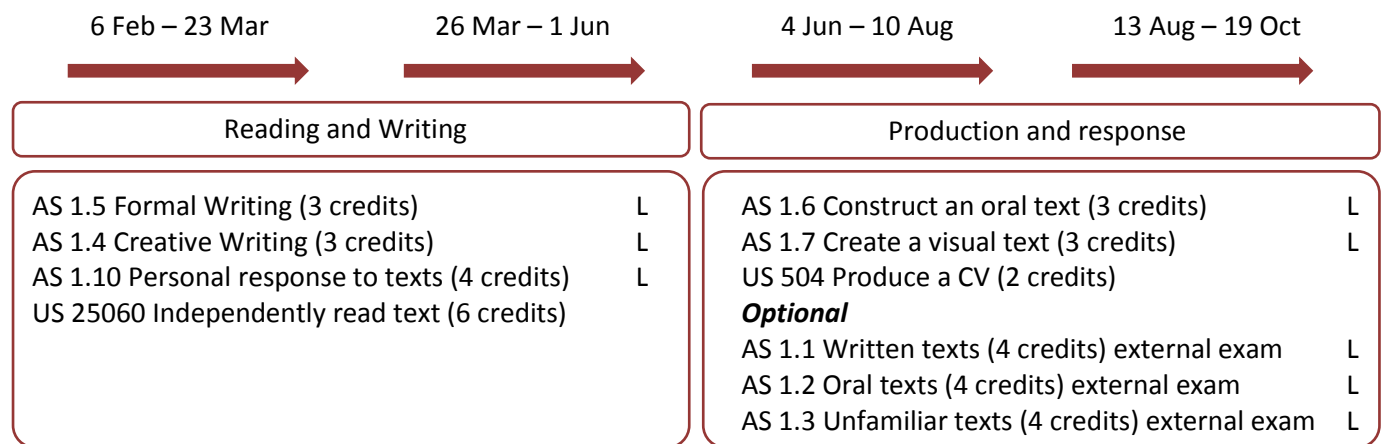 6 Feb – 23 Mar
26 Mar – 1 Jun
4 Jun – 10 Aug
13 Aug – 19 Oct
Reading and Writing
AS 1.5 Formal Writing (3 credits) L
AS 1.4 Creative Writing (3 credits) L
AS 1.10 Personal response to texts (4 credits) L
US 25060 Independently read text (6 credits)
Production and response
AS 1.6 Construct an oral text (3 credits) L
AS 1.7 Create a visual text (3 credits) L
US 504 Produce a CV (2 credits)
Optional
AS 1.1 Written texts (4 credits) external exam L
AS 1.2 Oral texts (4 credits) external exam L
AS 1.3 Unfamiliar texts (4 credits) external exam L